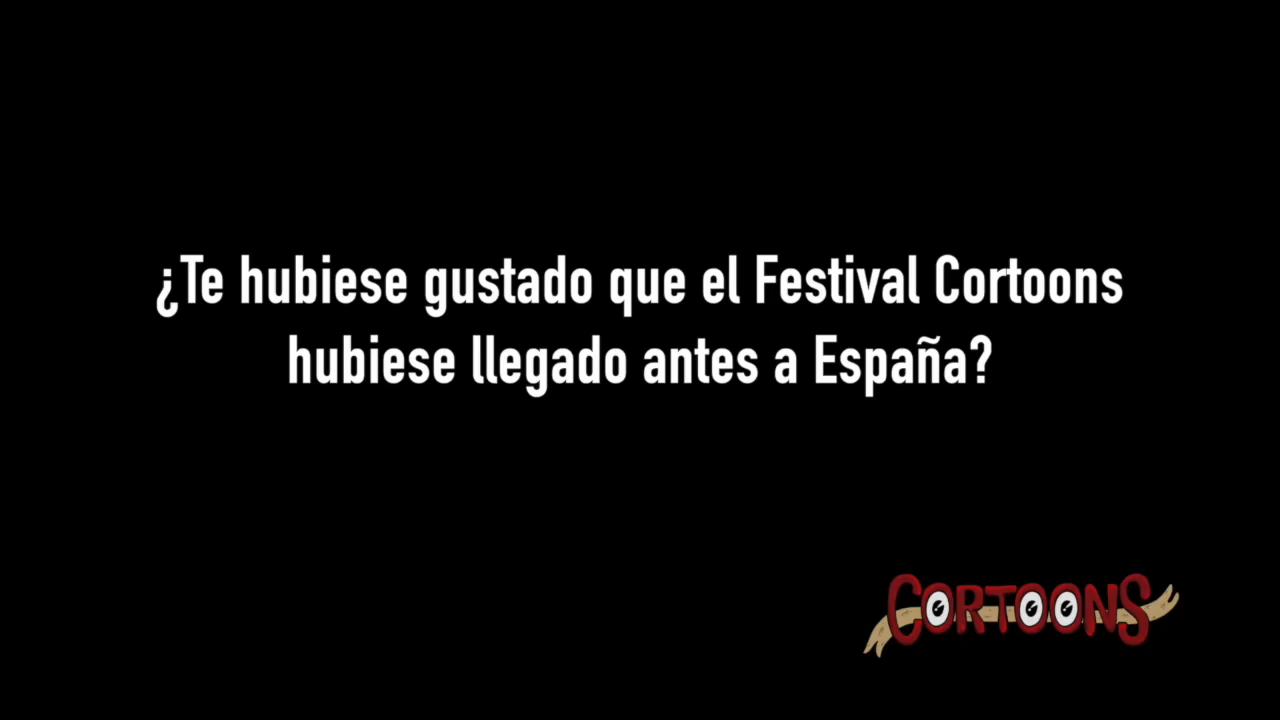 ¿Te hubiese gustado que el Festival Cortoons
hubiese llegado antes a España?
CORTOONS